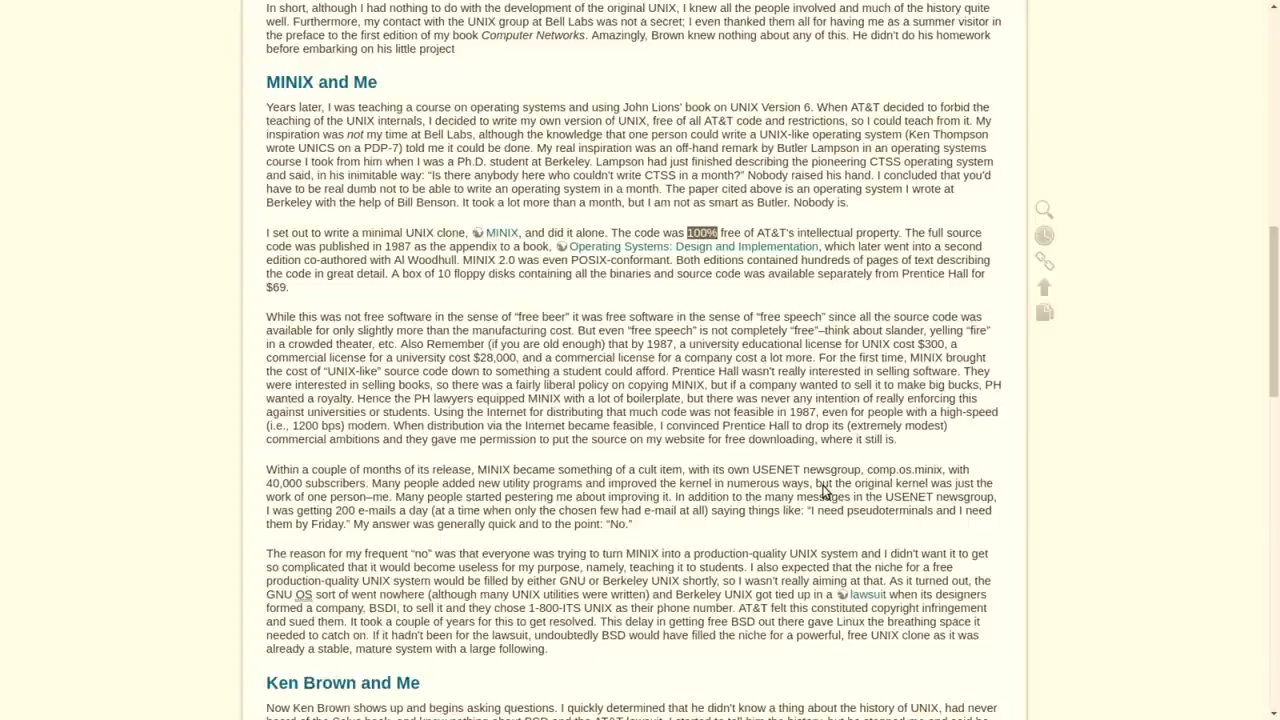 In short, although I had nothing to do with the development of the original UNIX, I knew all the people involved and much of the history quite
well. Furthermore, my contact with the UNIX group at Bell Labs was not a secret; I even thanked them all for having me as a summer visitor in
the preface to the first edition of my book Computer Networks. Amazingly, Brown knew nothing about any of this. He didn't do his homework
before embarking on his little project
MINIX and Me
Years later, I was teaching a course on operating systems and using John Lions' book on UNIX Version 6. When AT&T decided to forbid the
teaching of the UNIX internals, I decided to write my own version of UNIX, free of all AT&T code and restrictions, so I could teach from it. My
inspiration was not my time at Bell Labs, although the knowledge that one person could write a UNIX-like operating system (Ken Thompson
wrote UNICS on a PDP-7) told me it could be done. My real inspiration was an off-hand remark by Butler Lampson in an operating systems
course I took from him when I was a Ph.D. student at Berkeley. Lampson had just finished describing the pioneering CTSS operating system
and said, in his inimitable way: “Is there anybody here who couldn't write CTSS in a month?” Nobody raised his hand. I concluded that you'd
have to be real dumb not to be able to write an operating system in a month. The paper cited above is an operating system I wrote at
Berkeley with the help of Bill Benson. It took a lot more than a month, but I am not as smart as Butler. Nobody is.
I set out to write a minimal UNIX clone, MINIX, and did it alone. The code was 100% free of AT&T's intellectual property. The full source
code was published in 1987 as the appendix to a book, Operating Systems: Design and Implementation, which later went into a second
edition co-authored with Al Woodhull. MINIX 2.0 was even POSIX-conformant. Both editions contained hundreds of pages of text describing
the code in great detail. A box of 10 floppy disks containing all the binaries and source code was available separately from Prentice Hall for
$69.
While this was not free software in the sense of “free beer” it was free software in the sense of “free speech” since all the source code was
available for only slightly more than the manufacturing cost. But even “free speech” is not completely “free”–think about slander, yelling “fire”
in a crowded theater, etc. Also Remember (if you are old enough) that by 1987, a university educational license for UNIX cost $300, a
commercial license for a university cost $28,000, and a commercial license for a company cost a lot more. For the first time, MINIX brought
the cost of “UNIX-like” source code down to something a student could afford. Prentice Hall wasn't really interested in selling software. They
were interested in selling books, so there was a fairly liberal policy on copying MINIX, but if a company wanted to sell it to make big bucks, PH
wanted a royalty. Hence the PH lawyers equipped MINIX with a lot of boilerplate, but there was never any intention of really enforcing this
against universities or students. Using the Internet for distributing that much code was not feasible in 1987, even for people with a high-speed
(i.e., 1200 bps) modem. When distribution via the Internet became feasible, I convinced Prentice Hall to drop its (extremely modest)
commercial ambitions and they gave me permission to put the source on my website for free downloading, where it still is.
Within a couple of months of its release, MINIX became something of a cult item, with its own USENET newsgroup, comp.os.minix, with
40,000 subscribers. Many people added new utility programs and improved the kernel in numerous ways, but the original kernel was just the
work of one person–me. Many people started pestering me about improving it. In addition to the many messages in the USENET newsgroup,
I was getting 200 e-mails a day (at a time when only the chosen few had e-mail at all) saying things like: “I need pseudoterminals and I need
them by Friday.” My answer was generally quick and to the point: “No.”
The reason for my frequent “no” was that everyone was trying to turn MINIX into a production-quality UNIX system and I didn't want it to get
so complicated that it would become useless for my purpose, namely, teaching it to students. I also expected that the niche for a free
production-quality UNIX system would be filled by either GNU or Berkeley UNIX shortly, so I wasn't really aiming at that. As it turned out, the
GNU OS sort of went nowhere (although many UNIX utilities were written) and Berkeley UNIX got tied up in a lawsuit when its designers
formed a company, BSDI, to sell it and they chose 1-800-ITS UNIX as their phone number. AT&T felt this constituted copyright infringement
and sued them. It took a couple of years for this to get resolved. This delay in getting free BSD out there gave Linux the breathing space it
needed to catch on. If it hadn't been for the lawsuit, undoubtedly BSD would have filled the niche for a powerful, free UNIX clone as it was
already a stable, mature system with a large following.
Ken Brown and Me
Now Ken Brown shows up and begins asking questions. I quickly determined that he didn't know a thing about the history of UNIX, had never